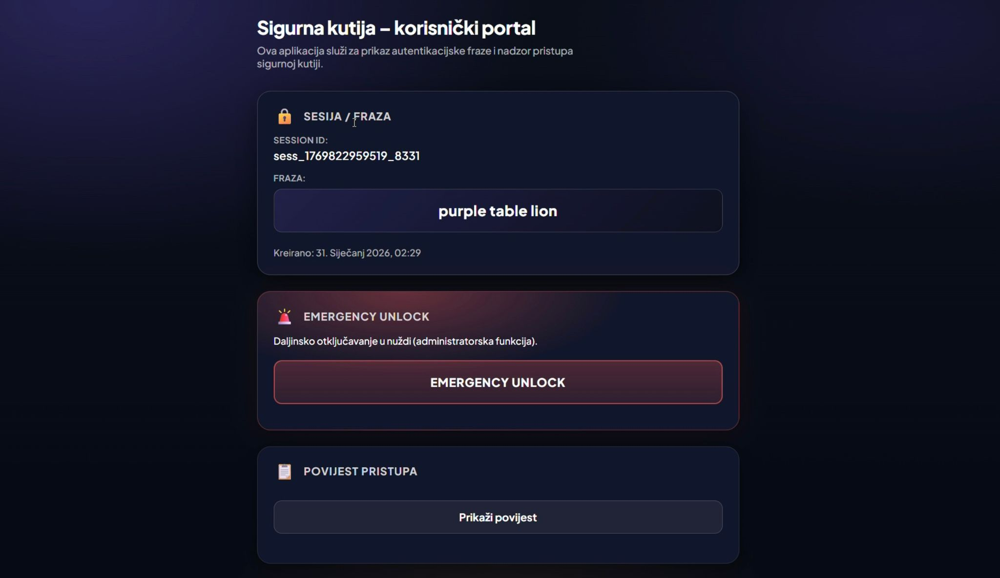 Sigurna kutija – korisnički portal
Ova aplikacija služi za prikaz autentikacijske fraze i nadzor pristupa
sigurnoj kutiji.
SESIJA / FRAZA
SESSION ID:
sess_1769822959519_8331
FRAZA:
purple table lion
Kreirano: 31. Siječanj 2026, 02:29
EMERGENCY UNLOCK
Daljinsko otključavanje u nuždi (administratorska funkcija).
EMERGENCY UNLOCK
POVIJEST PRISTUPA
Prikaži povijest